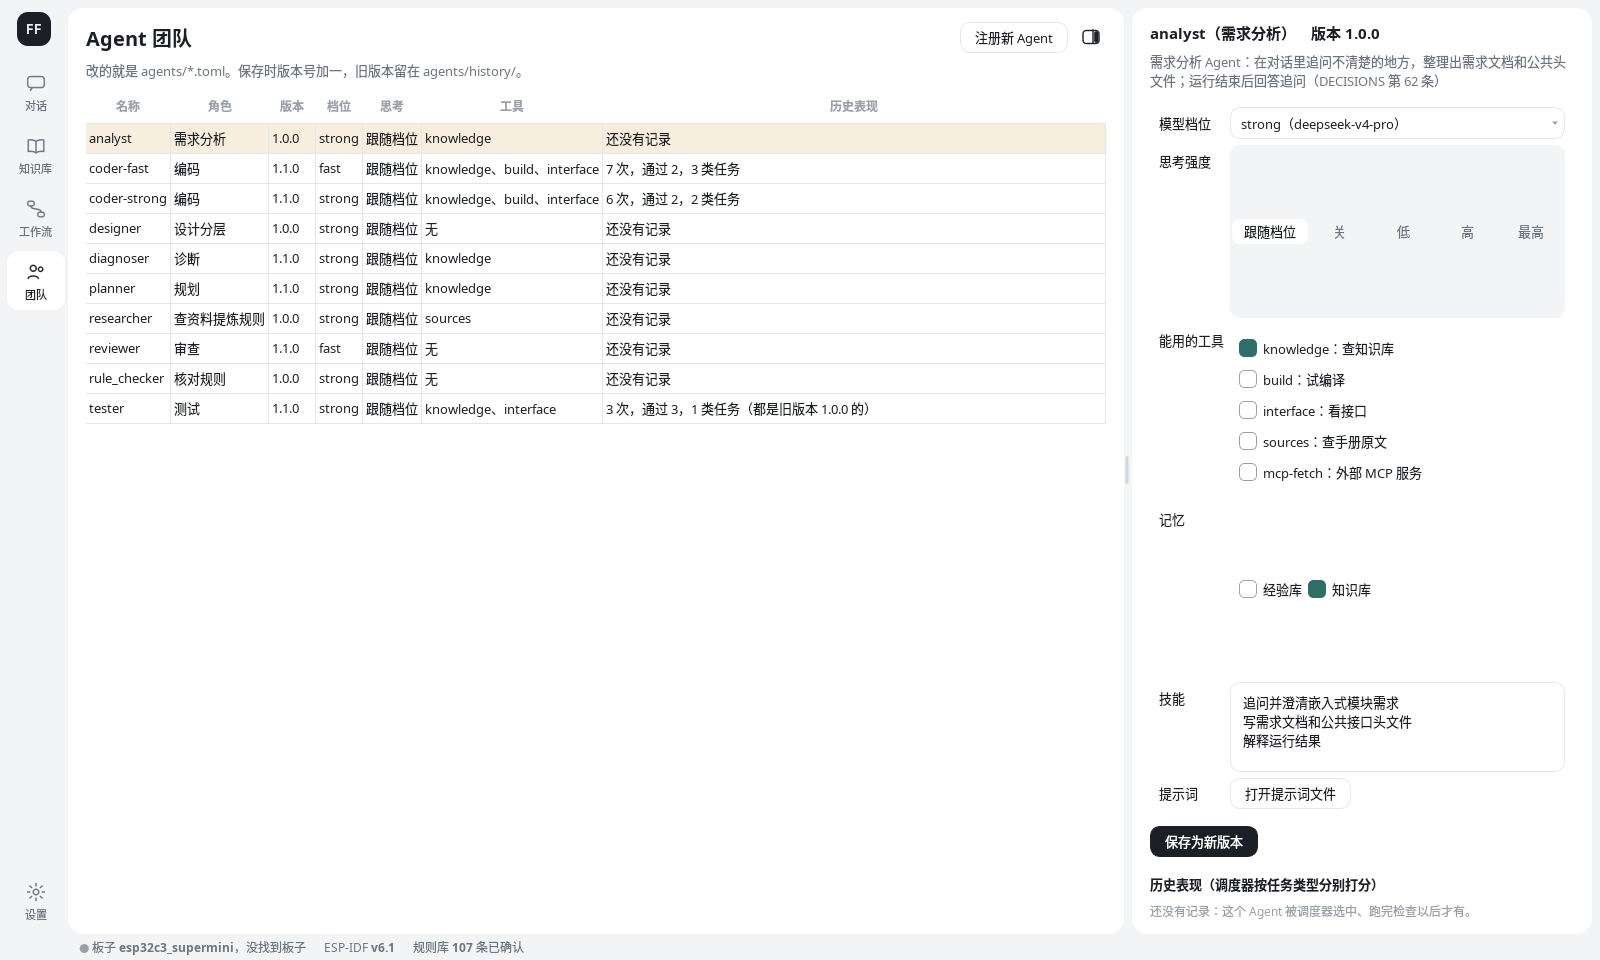 FF
对话
知识库
工作流
团队
设置
Agent 团队
注册新 Agent
改的就是 agents/*.toml。保存时版本号加一，旧版本留在 agents/history/。
名称 角色 版本 档位 思考 工具 历史表现
analyst 需求分析 1.0.0 strong 跟随档位 knowledge 还没有记录
coder-fast 编码 1.1.0 fast 跟随档位 knowledge、build、interface 7 次，通过 2，3 类任务
coder-strong 编码 1.1.0 strong 跟随档位 knowledge、build、interface 6 次，通过 2，2 类任务
designer 设计分层 1.0.0 strong 跟随档位 无 还没有记录
diagnoser 诊断 1.1.0 strong 跟随档位 knowledge 还没有记录
planner 规划 1.1.0 strong 跟随档位 knowledge 还没有记录
researcher 查资料提炼规则 1.0.0 strong 跟随档位 sources 还没有记录
reviewer 审查 1.1.0 fast 跟随档位 无 还没有记录
rule_checker 核对规则 1.0.0 strong 跟随档位 无 还没有记录
tester 测试 1.1.0 strong 跟随档位 knowledge、interface 3 次，通过 3，1 类任务（都是旧版本 1.0.0 的）
analyst（需求分析） 版本 1.0.0
需求分析 Agent：在对话里追问不清楚的地方，整理出需求文档和公共头
文件；运行结束后回答追问（DECISIONS 第 62 条）
模型档位 strong（deepseek-v4-pro）
思考强度
跟随档位 关 低 高 最高
能用的工具 knowledge：查知识库
build：试编译
interface：看接口
sources：查手册原文
mcp-fetch：外部 MCP 服务
记忆
经验库 知识库
技能 追问并澄清嵌入式模块需求
写需求文档和公共接口头文件
解释运行结果
提示词 打开提示词文件
保存为新版本
历史表现（调度器按任务类型分别打分）
还没有记录：这个 Agent 被调度器选中、跑完检查以后才有。
板子 esp32c3_supermini，没找到板子 ESP-IDF v6.1 规则库 107 条已确认